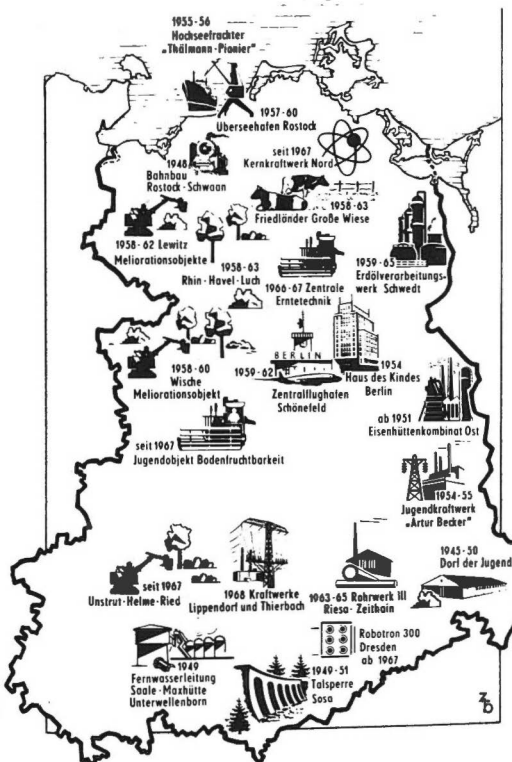 1955-56
Hochseefrachter
„Thälmann-Pionier"
1957-60
Überseehafen Rostock
seit 1967
Kernkraftwerk Nord
1948
Bahnbau
Rostock-Schwaan
1958-63
Friedländer Große Wiese
1958-62 Lewitz
Meliorationsobjekte
1958-63
Rhin-Havel-Luch
1966-67 Zentrale
Erntetechnik
1959-65
Erdölverarbeitungs-
werk Schwedt
1958-60
Wische
Meliorationsobjekt
BERLIN
1959-62
Zentralflughafen
Schönefeld
1954
Haus des Kindes
Berlin
ab 1951
Eisenhüttenkombinat Ost
seit 1967
Jugendobjekt Bodenfruchtbarkeit
1954-55
Jugendkraftwerk
„Artur Becker"
seit 1967
Unstrut-Helme-Ried
1968 Kraftwerke
Lippendorf und Thierbach
1963-65 Rohrwerk III
Riesa-Zeithain
1945-50
Dorf der Jugend
1949
Fernwasserleitung
Saale-Maxhütte
Unterwellenborn
1949-51
Talsperre
Sosa
Robotron 300
Dresden
ab 1967